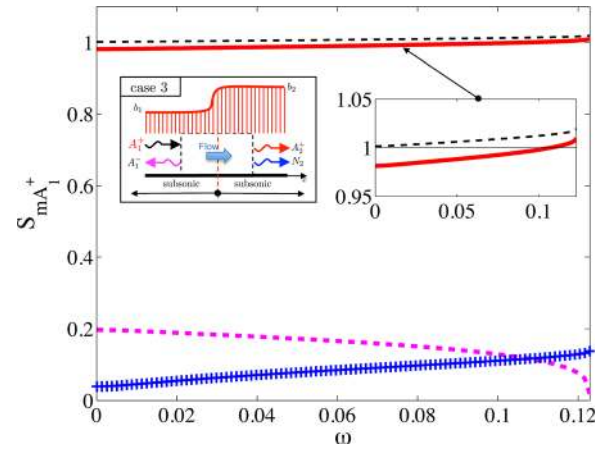 1
0.8
0.6
0.4
0.2
0
S_{mA_1^+}
0 0.02 0.04 0.06 0.08 0.1 0.12
ω
case 3
b_1
b_2
A_1^+
A_1^-
Flow
A_2^+
N_2
subsonic subsonic
1.05
1
0.95
0 0.05 0.1